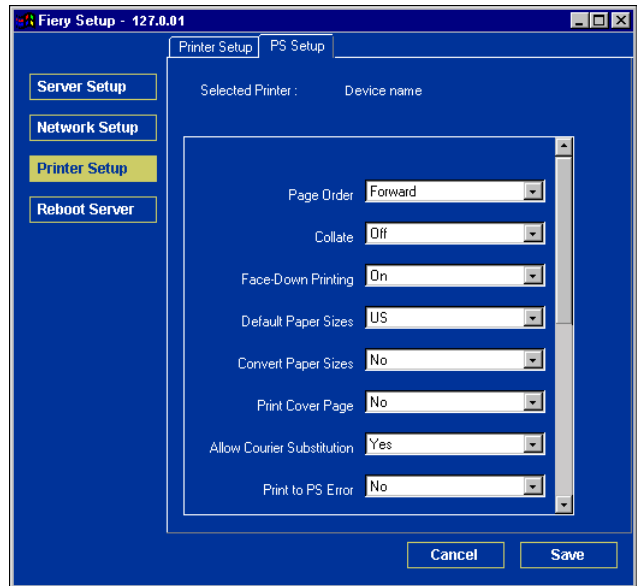 Fiery Setup - 127.0.01
Printer Setup PS Setup
Server Setup
Network Setup
Printer Setup
Reboot Server
Selected Printer : Device name
Page Order Forward
Collate Off
Face-Down Printing On
Default Paper Sizes US
Convert Paper Sizes No
Print Cover Page No
Allow Courier Substitution Yes
Print to PS Error No
Cancel Save